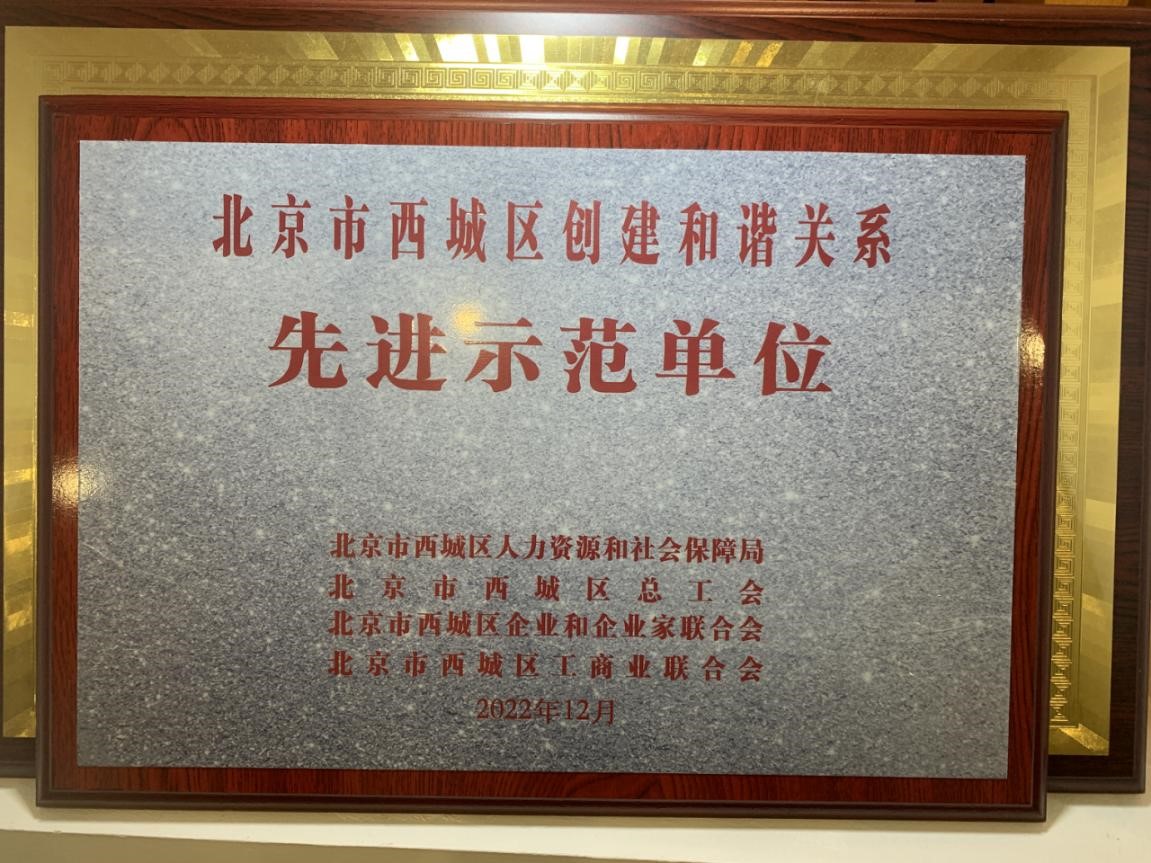 北京市西城区创建和谐关系
先进示范单位
北京市西城区人力资源和社会保障局
北京市西城区总工会
北京市西城区企业和企业家联合会
北京市西城区工商业联合会
2022年12月